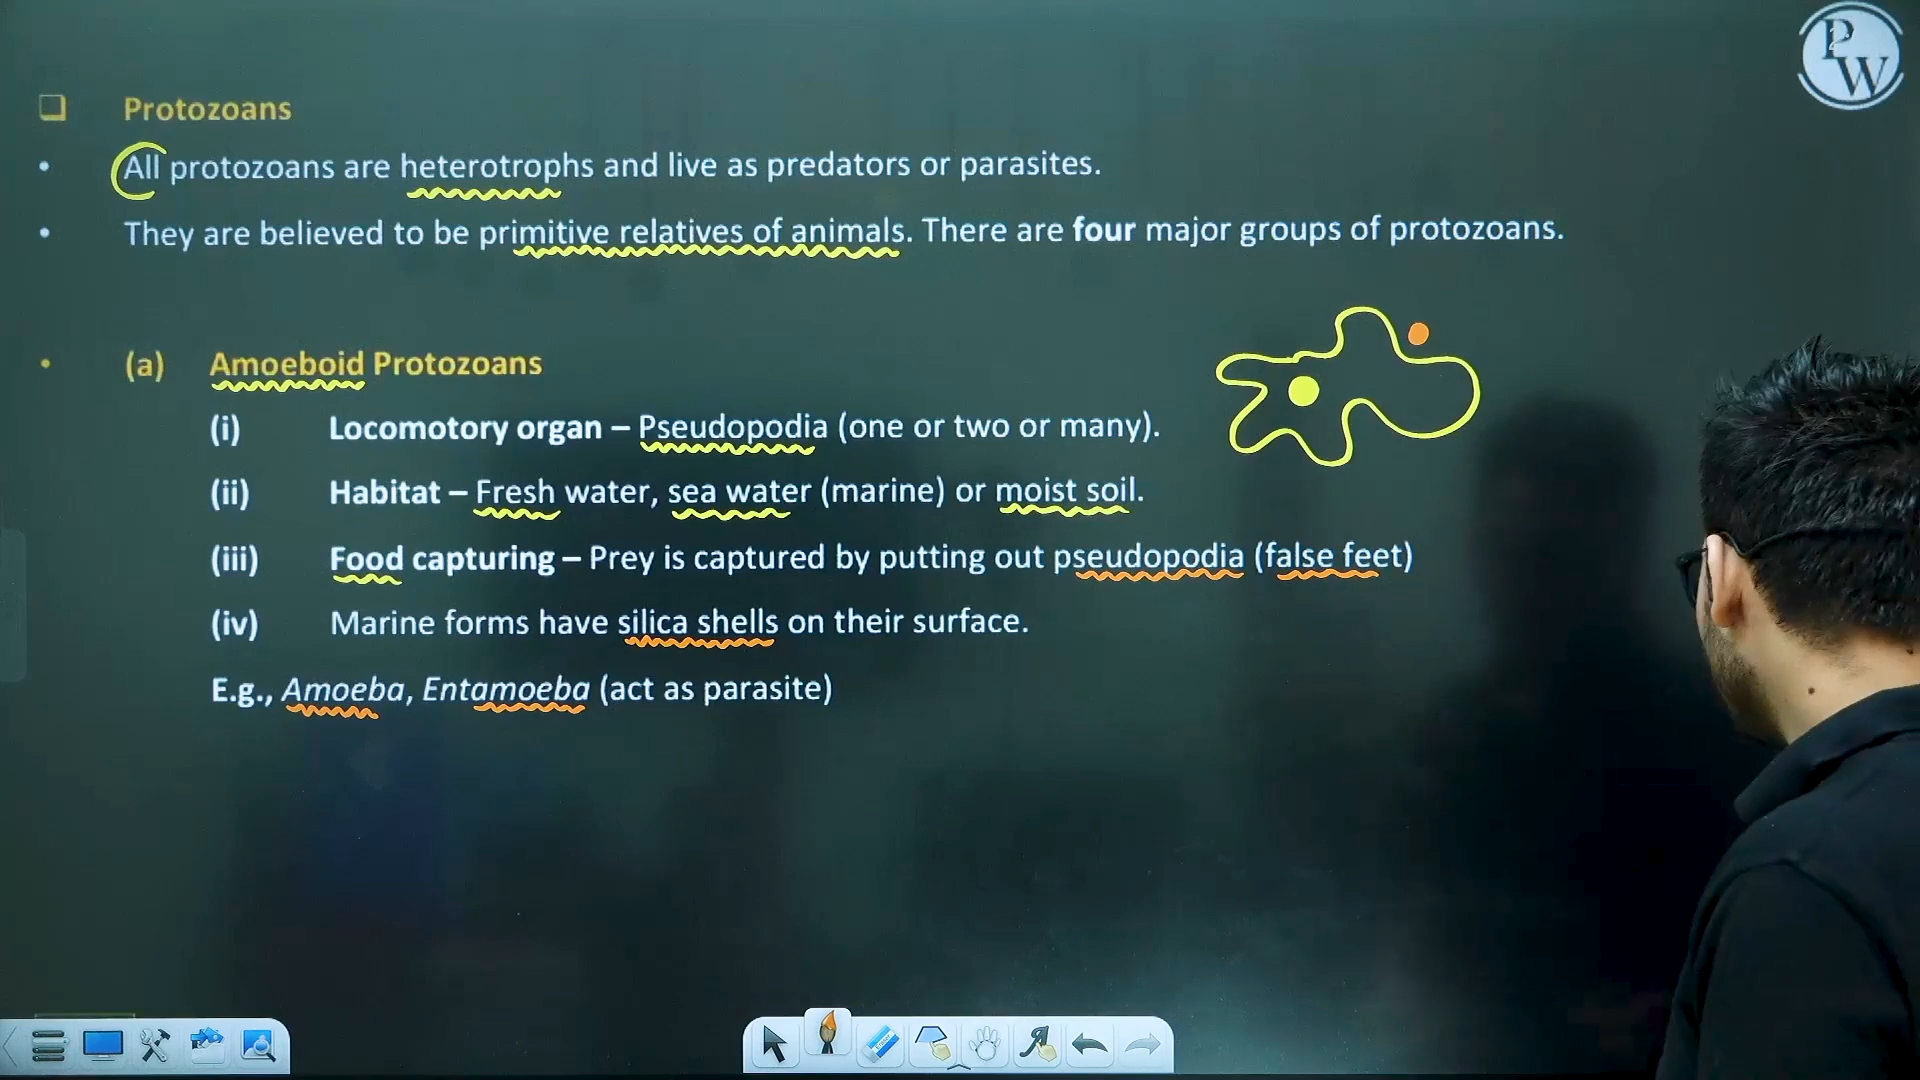 PW
Protozoans
All protozoans are heterotrophs and live as predators or parasites.
They are believed to be primitive relatives of animals. There are four major groups of protozoans.
(a) Amoeboid Protozoans
(i) Locomotory organ – Pseudopodia (one or two or many).
(ii) Habitat – Fresh water, sea water (marine) or moist soil.
(iii) Food capturing – Prey is captured by putting out pseudopodia (false feet)
(iv) Marine forms have silica shells on their surface.
E.g., Amoeba, Entamoeba (act as parasite)